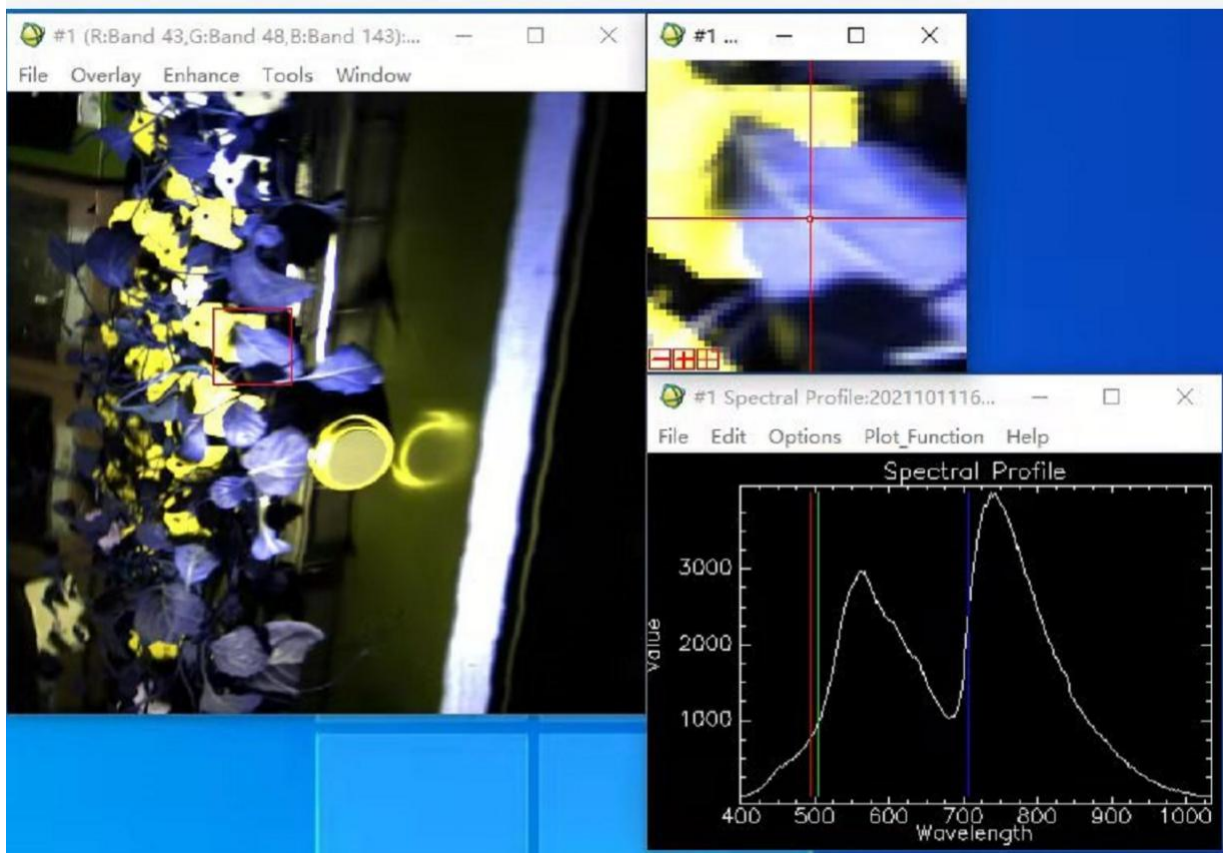 #1 (R:Band 43,G:Band 48,B:Band 143):...
File Overlay Enhance Tools Window
#1 ...
#1 Spectral Profile:2021101116...
File Edit Options Plot_Function Help
Spectral Profile
Value
3000
2000
1000
400 500 600 700 800 900 1000
Wavelength